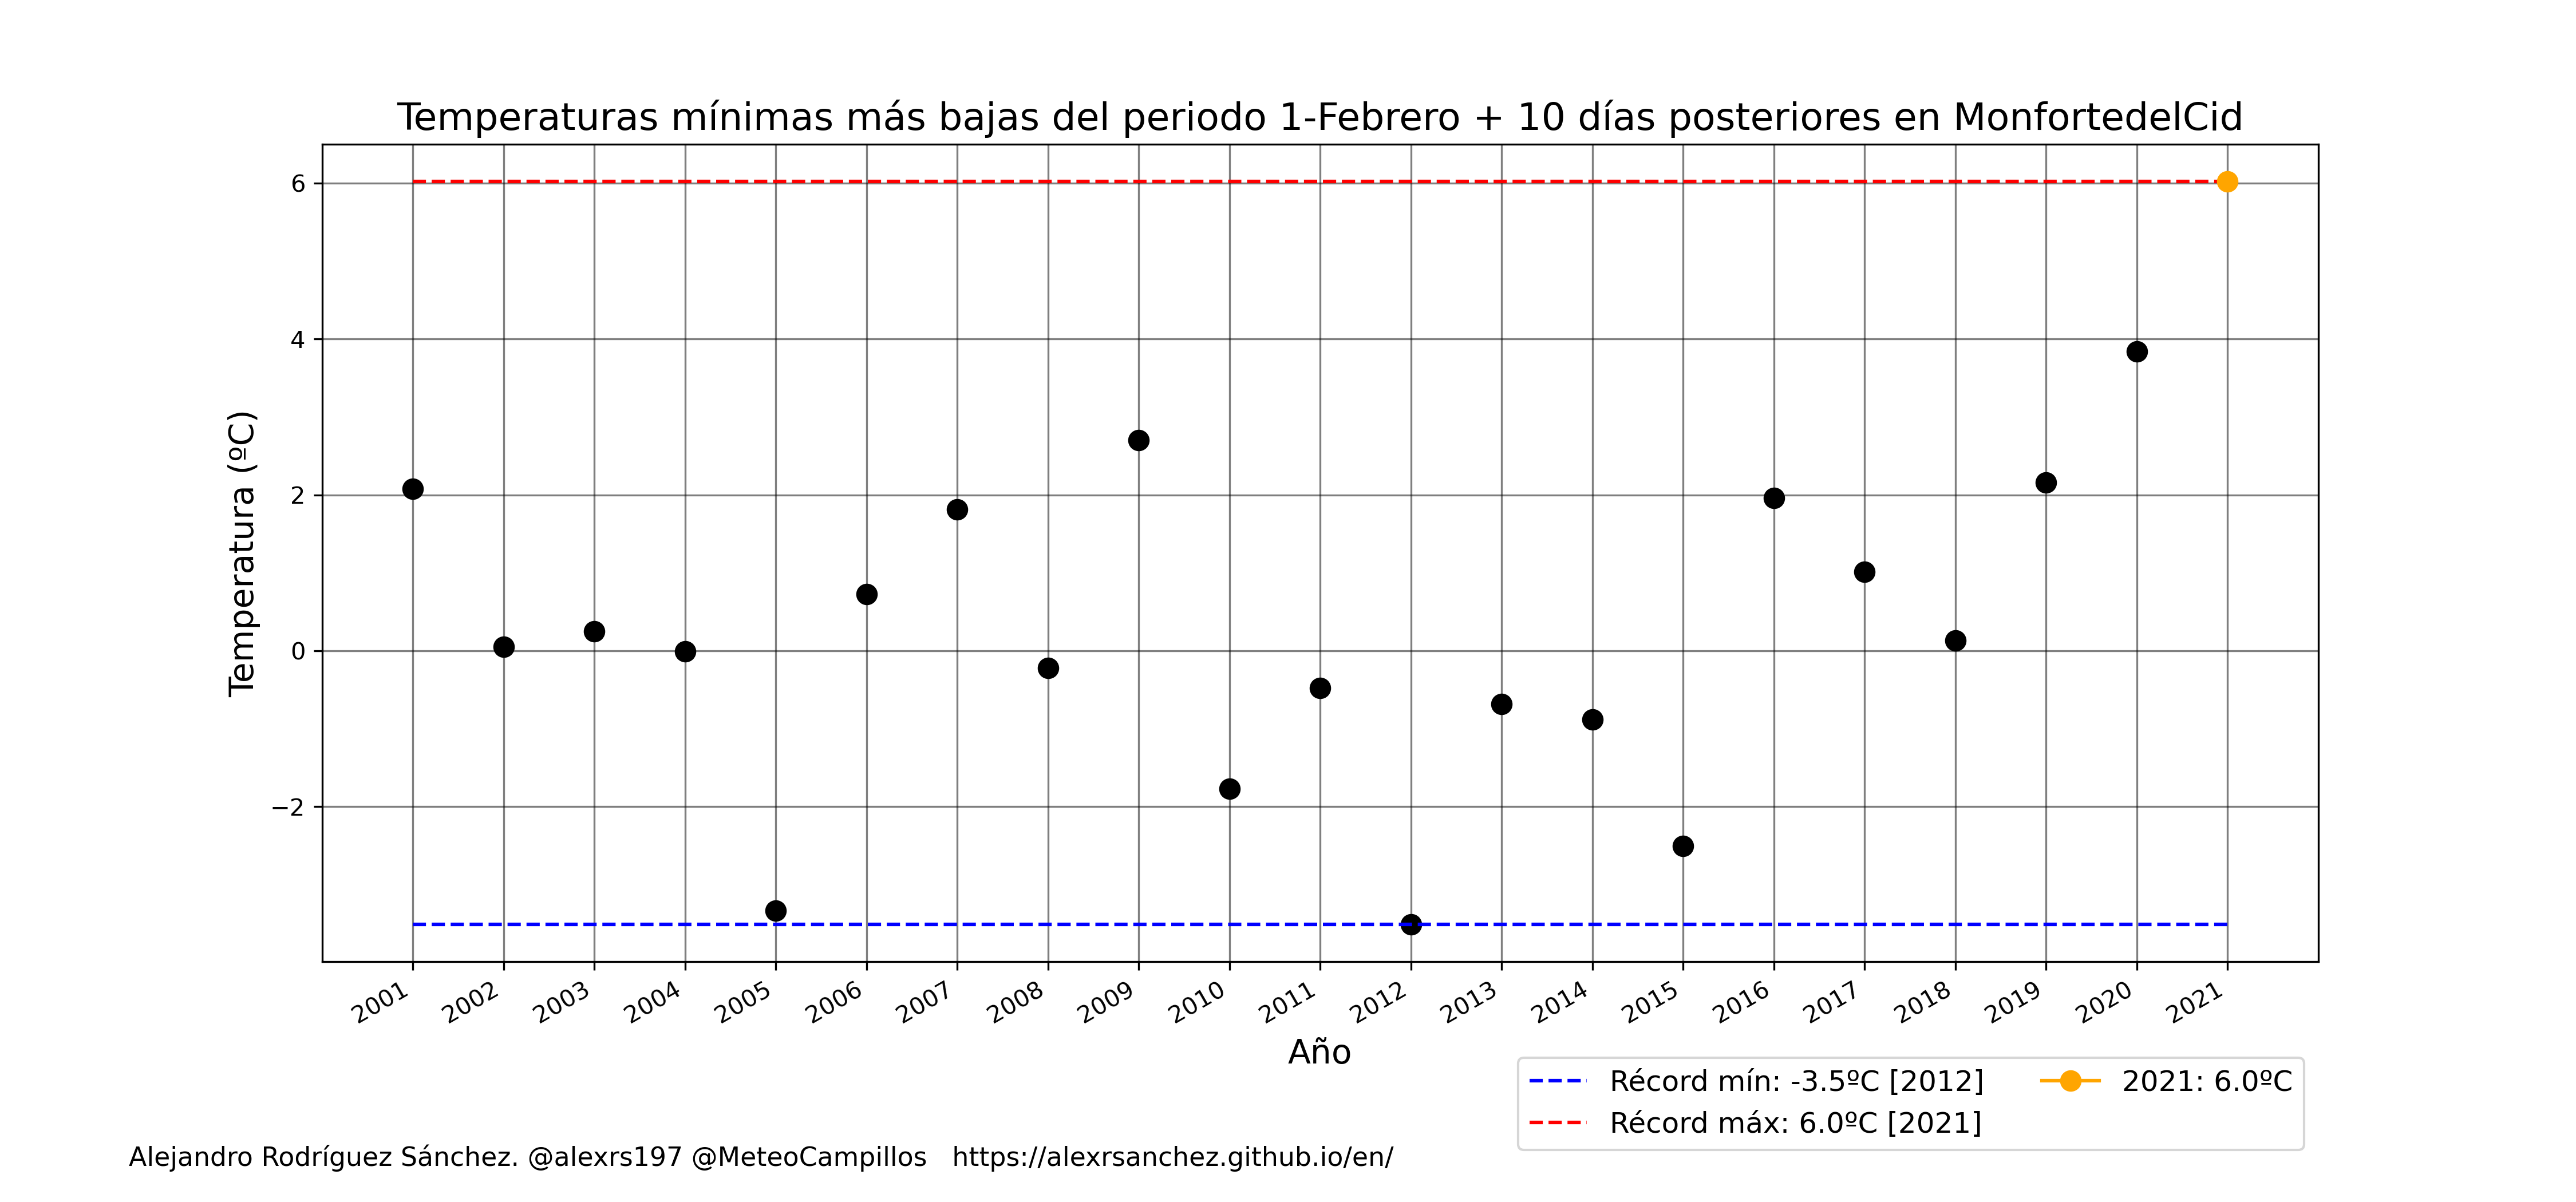 Temperaturas mínimas más bajas del periodo 1-Febrero + 10 días posteriores en MonfortedelCid
Temperatura (ºC)
6
4
2
0
−2
2001 2002 2003 2004 2005 2006 2007 2008 2009 2010 2011 2012 2013 2014 2015 2016 2017 2018 2019 2020 2021
Año
Récord mín: -3.5ºC [2012]
Récord máx: 6.0ºC [2021]
2021: 6.0ºC
Alejandro Rodríguez Sánchez. @alexrs197 @MeteoCampillos https://alexrsanchez.github.io/en/